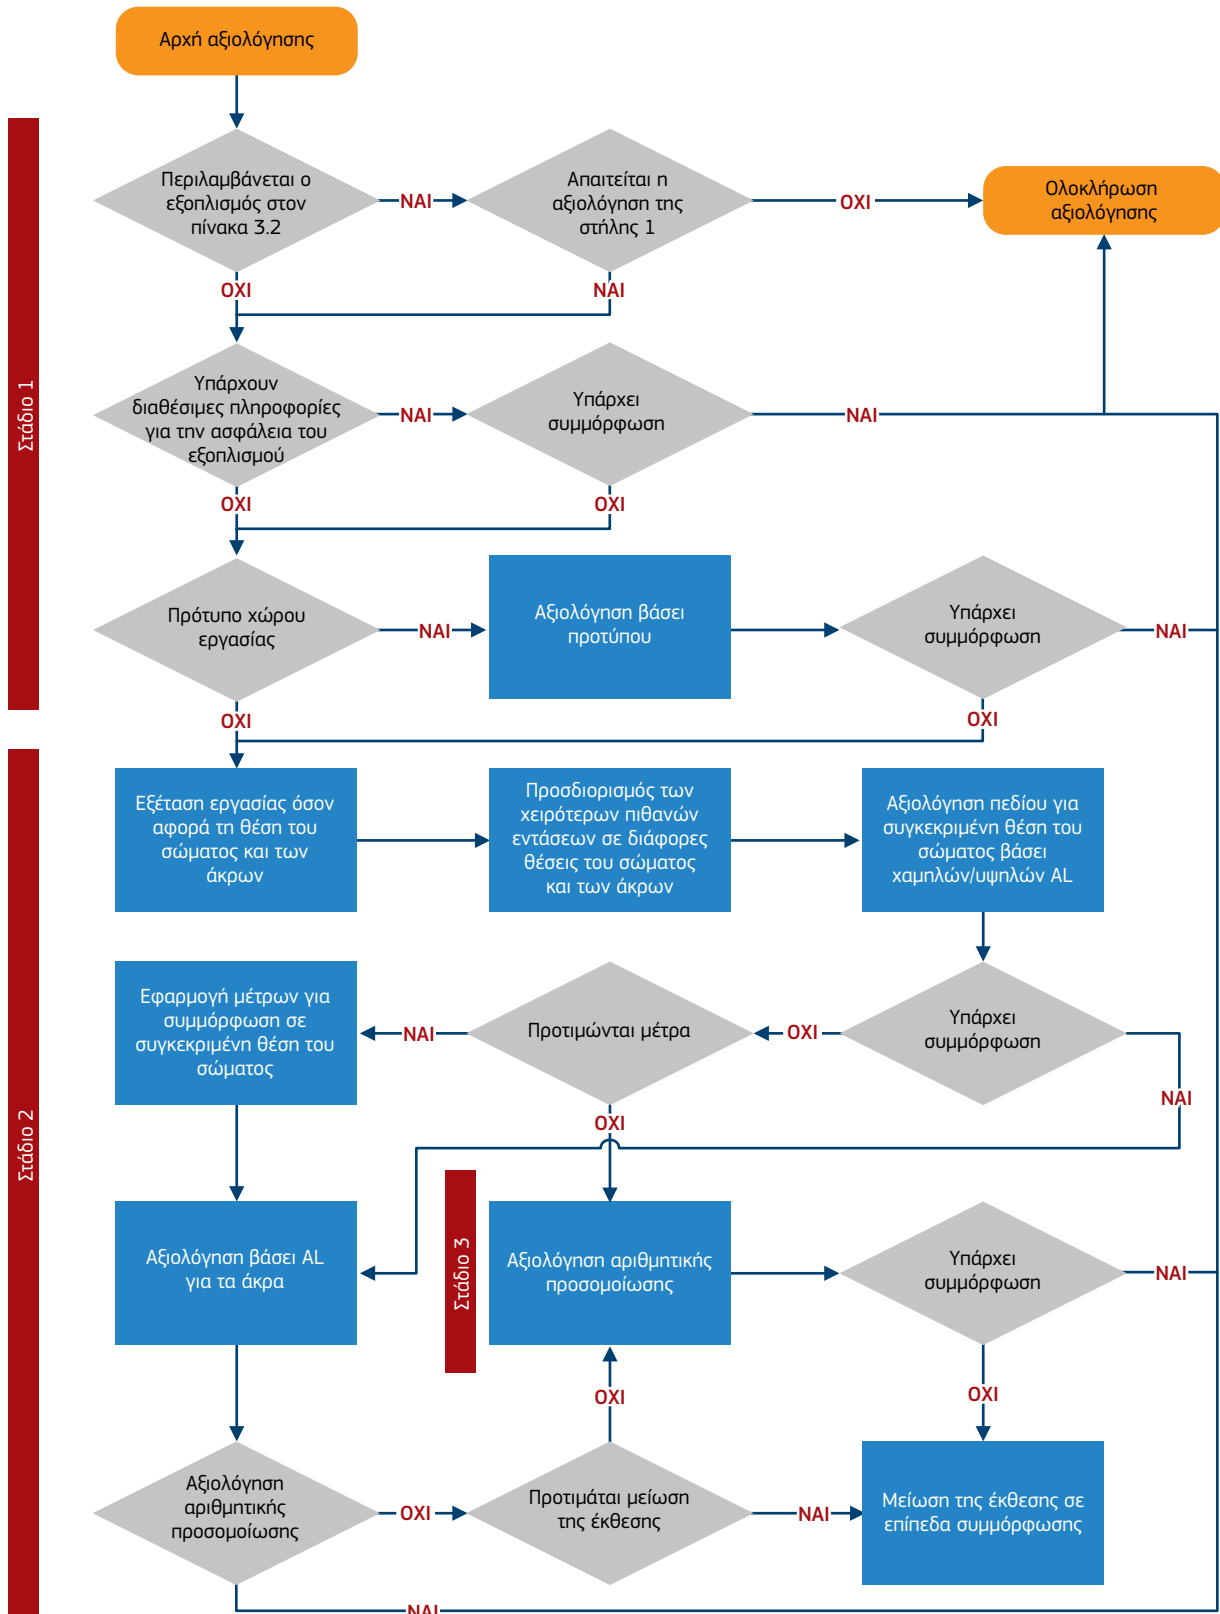 Αρχή αξιολόγησης
Στάδιο 1
Περιλαμβάνεται ο
εξοπλισμός στον
πίνακα 3.2
ΝΑΙ
Απαιτείται η
αξιολόγηση της
στήλης 1
ΟΧΙ
Ολοκλήρωση
αξιολόγησης
ΟΧΙ
ΝΑΙ
Υπάρχουν
διαθέσιμες πληροφορίες
για την ασφάλεια του
εξοπλισμού
ΝΑΙ
Υπάρχει
συμμόρφωση
ΝΑΙ
ΟΧΙ
ΟΧΙ
Πρότυπο χώρου
εργασίας
ΝΑΙ
Αξιολόγηση βάσει
προτύπου
Υπάρχει
συμμόρφωση
ΝΑΙ
ΟΧΙ
ΟΧΙ
Στάδιο 2
Εξέταση εργασίας όσον
αφορά τη θέση του
σώματος και των
άκρων
Προσδιορισμός των
χειρότερων πιθανών
εντάσεων σε διάφορες
θέσεις του σώματος
και των άκρων
Αξιολόγηση πεδίου για
συγκεκριμένη θέση του
σώματος βάσει
χαμηλών/υψηλών AL
Εφαρμογή μέτρων για
συμμόρφωση σε
συγκεκριμένη θέση του
σώματος
ΝΑΙ
Προτιμώνται μέτρα
ΟΧΙ
Υπάρχει
συμμόρφωση
ΝΑΙ
ΟΧΙ
Αξιολόγηση βάσει AL
για τα άκρα
Στάδιο 3
Αξιολόγηση αριθμητικής
προσομοίωσης
Υπάρχει
συμμόρφωση
ΝΑΙ
ΟΧΙ
ΟΧΙ
Αξιολόγηση
αριθμητικής
προσομοίωσης
ΟΧΙ
Προτιμάται μείωση
της έκθεσης
ΝΑΙ
Μείωση της έκθεσης σε
επίπεδα συμμόρφωσης
ΝΑΙ